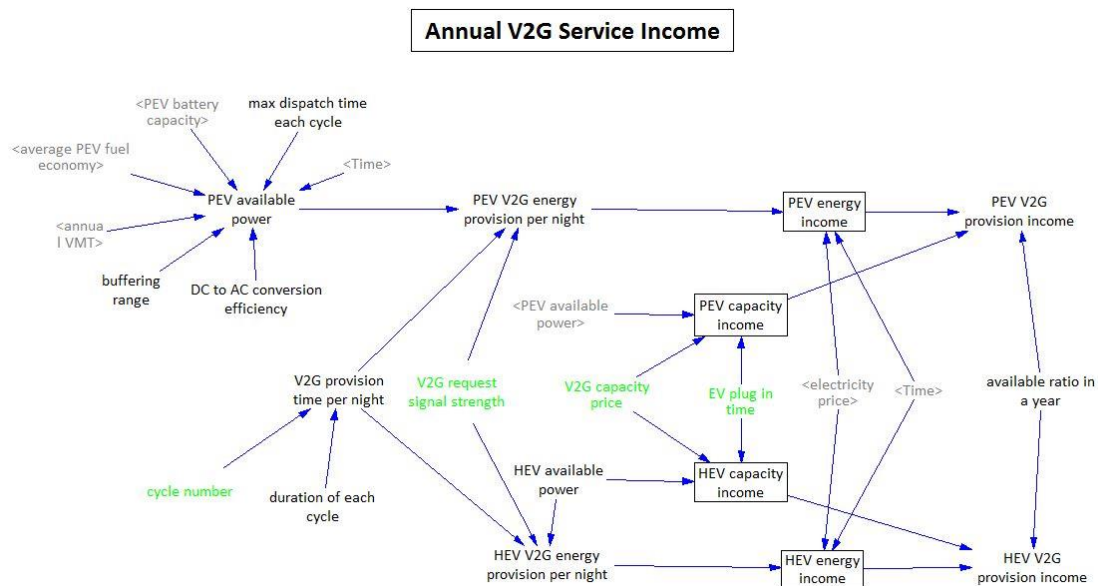 Annual V2G Service Income
<PEV battery
capacity>
max dispatch time
each cycle
<average PEV fuel
economy>
<Time>
PEV available
power
PEV V2G energy
provision per night
PEV energy
income
PEV V2G
provision income
<annua
l VMT>
buffering
range
DC to AC conversion
efficiency
<PEV available
power>
PEV capacity
income
V2G provision
time per night
V2G request
signal strength
V2G capacity
price
EV plug in
time
<electricity
price>
<Time>
available ratio in
a year
cycle number
duration of each
cycle
HEV available
power
HEV capacity
income
HEV V2G energy
provision per night
HEV energy
income
HEV V2G
provision income